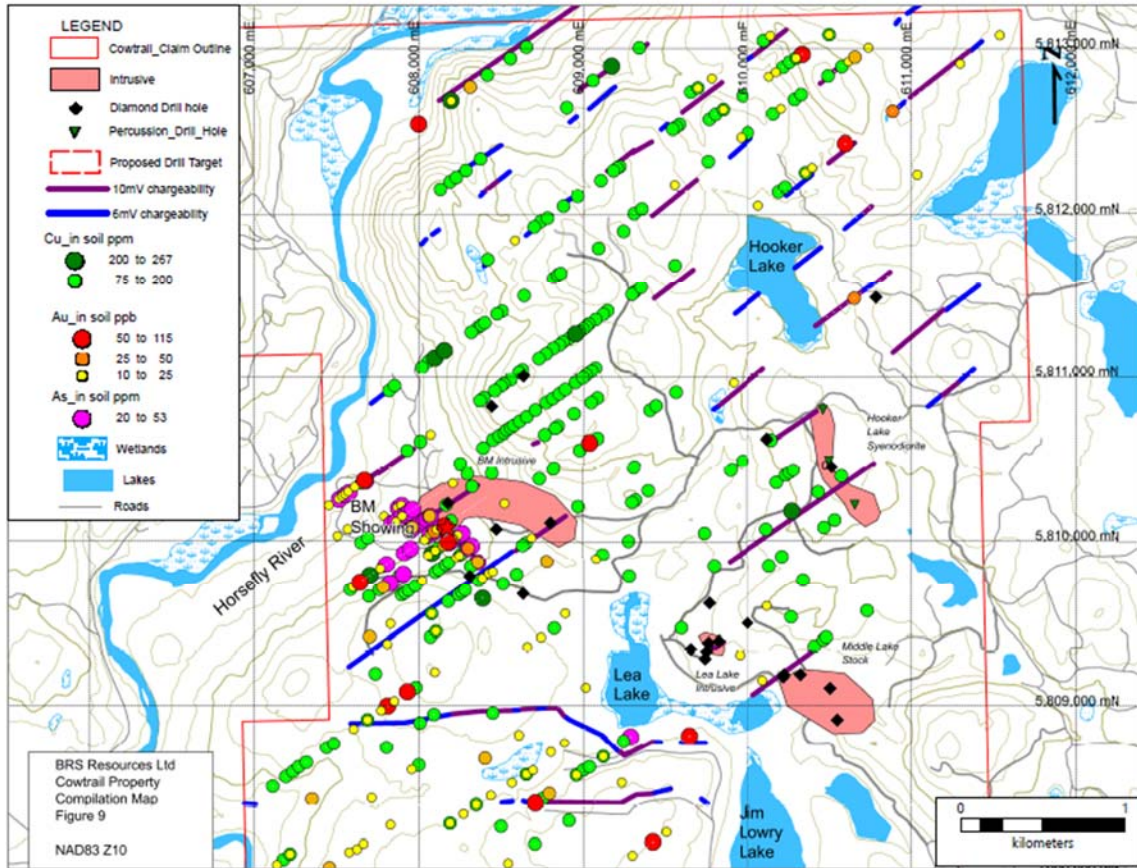 LEGEND
Cowtrail_Claim Outline
Intrusive
Diamond Drill hole
Percussion_Drill_Hole
Proposed Drill Target
10mV chargeability
6mV chargeability
Cu_in soil ppm
200 to 267
75 to 200
Au_in soil ppb
50 to 115
25 to 50
10 to 25
As_in soil ppm
20 to 53
Wetlands
Lakes
Roads
607,000 mE
608,000 mE
609,000 mE
610,000 mE
611,000 mE
612,000 mE
5,813,000 mN
N
5,812,000 mN
Hooker
Lake
5,811,000 mN
Hooker
Lake
Syenodiorite
BM Intrusive
BM
Showing
5,810,000 mN
Horsefly River
Middle Lake
Stock
Lea
Lake
Lea Lake
Intrusive
5,809,000 mN
BRS Resources Ltd
Cowtrail Property
Compilation Map
Figure 9
NAD83 Z10
Jim
Lowry
Lake
0 1
kilometers